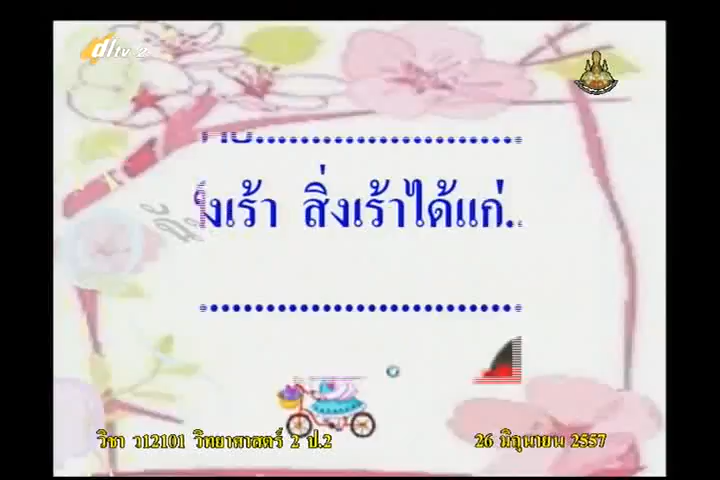 dltv 2
คือ..............................
งเร้า สิ่งเร้าได้แก่..
..............................
วิชา ว12101 วิทยาศาสตร์ 2 ป.2
26 มิถุนายน 2557